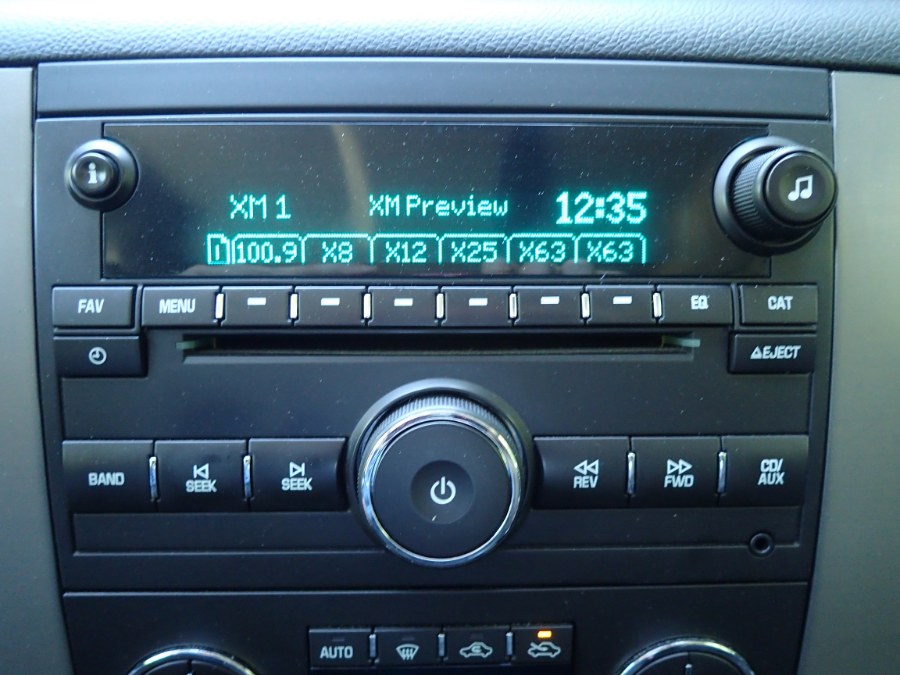 i
XM 1 XM Preview 12:35
1 100.9 X8 X12 X25 X63 X63
FAV MENU EQ CAT
EJECT
BAND SEEK SEEK REV FWD CD/
AUX
AUTO